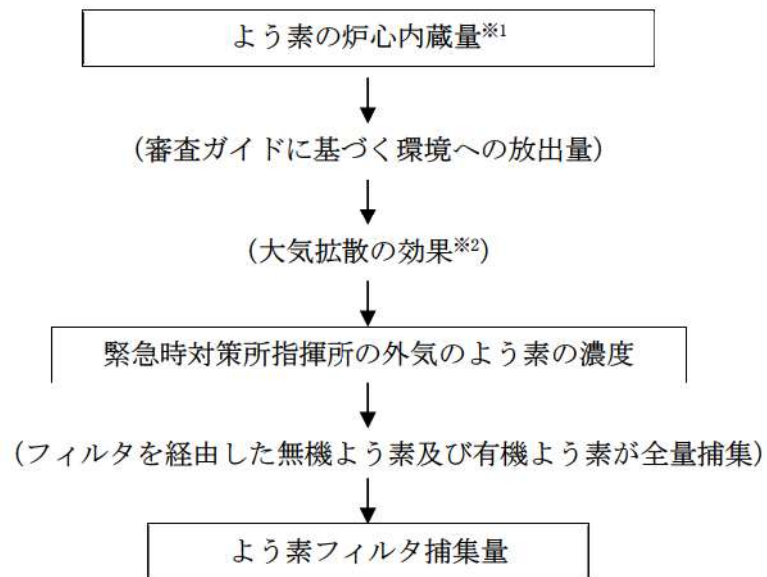 よう素の炉心内蔵量※1
(審査ガイドに基づく環境への放出量)
(大気拡散の効果※2)
緊急時対策所指揮所の外気のよう素の濃度
(フィルタを経由した無機よう素及び有機よう素が全量捕集)
よう素フィルタ捕集量